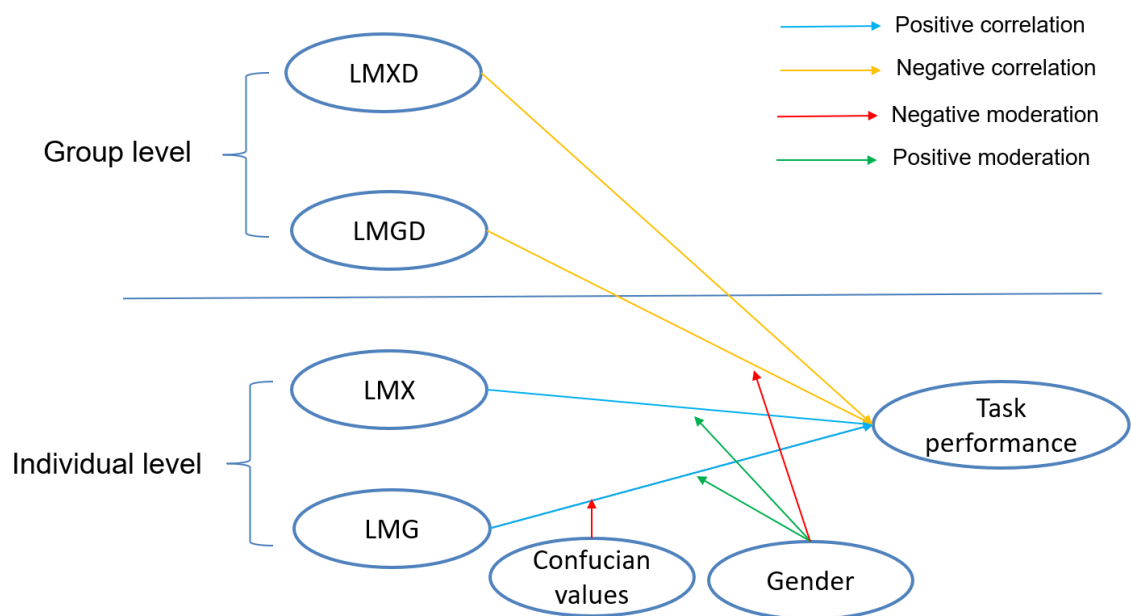 Positive correlation
Negative correlation
Negative moderation
Positive moderation
LMXD
Group level
LMGD
LMX
Individual level
LMG
Task
performance
Confucian
values
Gender